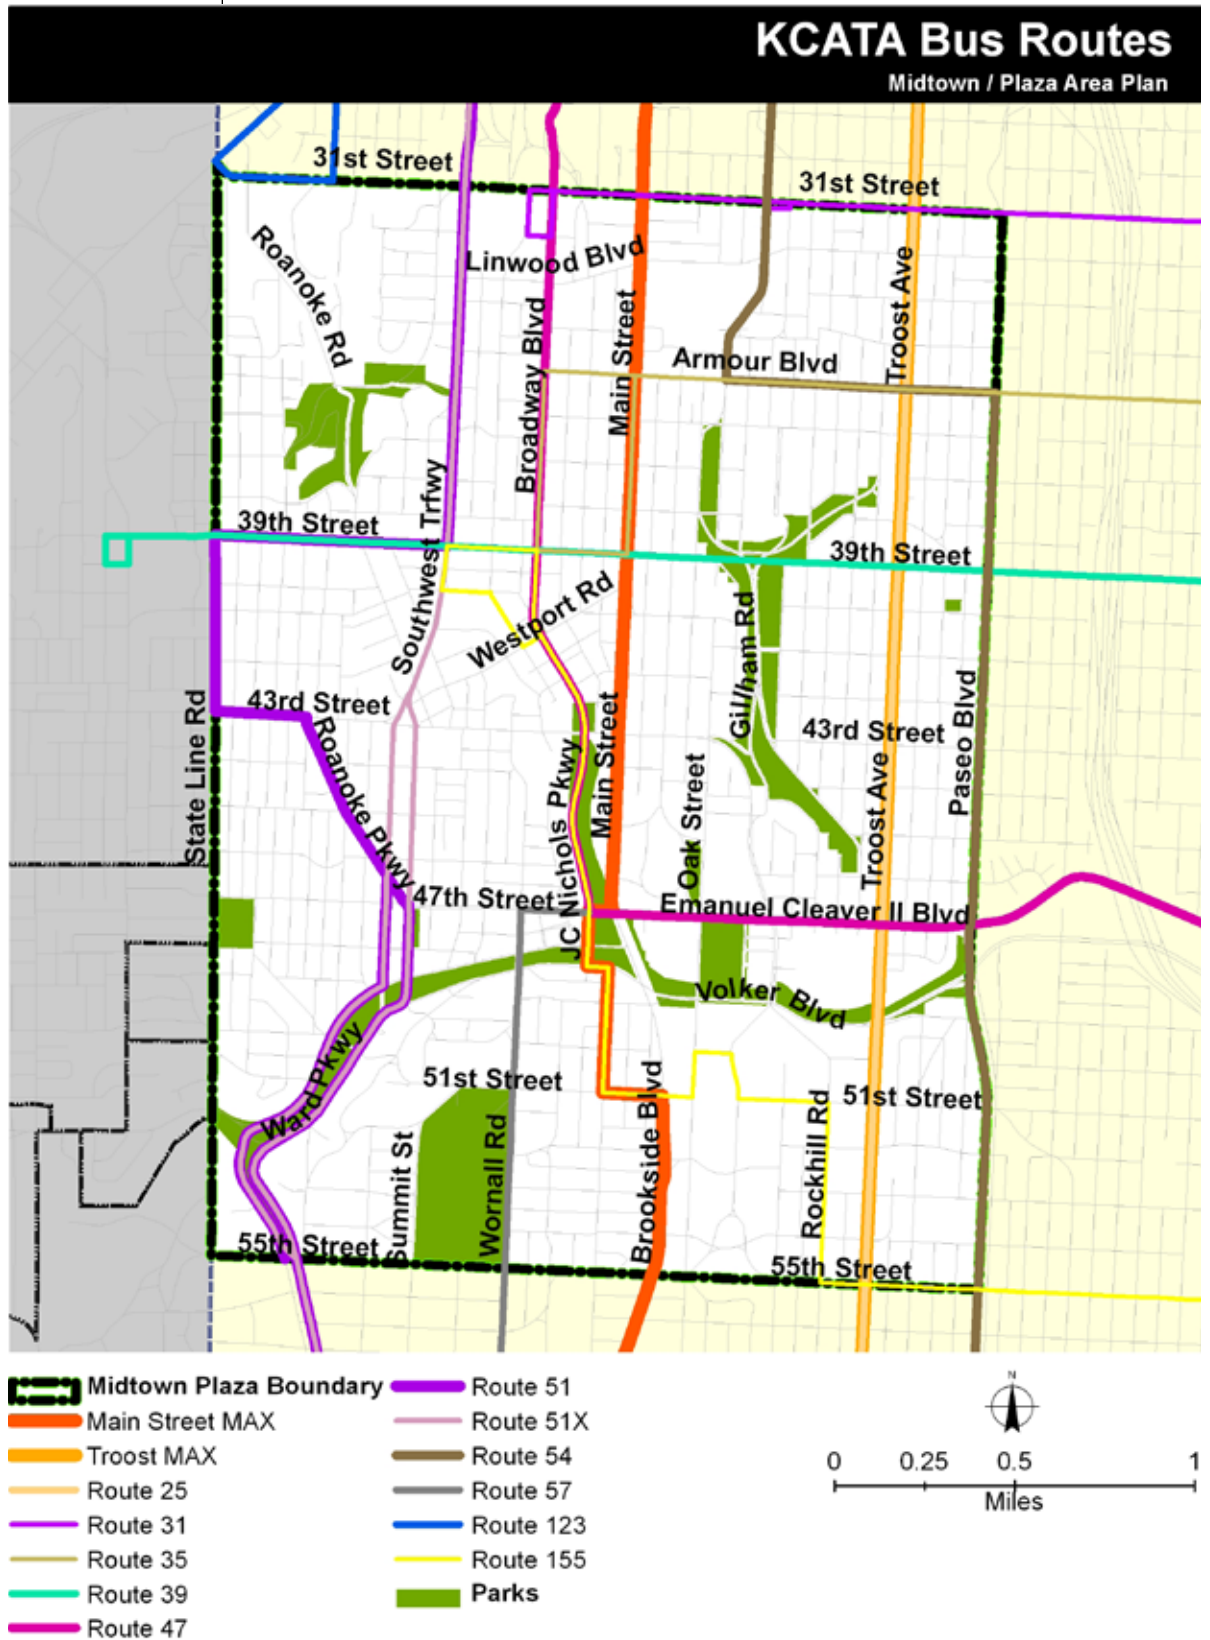 KCATA Bus Routes
Midtown / Plaza Area Plan
31st Street
31st Street
Roanoke Rd
Linwood Blvd
Troost Ave
Broadway Blvd
Main Street
Armour Blvd
Southwest Trfwy
39th Street
39th Street
Westport Rd
Gillham Rd
State Line Rd
43rd Street
Roanoke Pkwy
Main Street
JC Nichols Pkwy
Oak Street
43rd Street
Troost Ave
Paseo Blvd
47th Street
Emanuel Cleaver II Blvd
Volker Blvd
Ward Pkwy
51st Street
51st Street
Summit St
Wornall Rd
Brookside Blvd
Rockhill Rd
55th Street
55th Street
Midtown Plaza Boundary
Main Street MAX
Troost MAX
Route 25
Route 31
Route 35
Route 39
Route 47
Route 51
Route 51X
Route 54
Route 57
Route 123
Route 155
Parks
N
0 0.25 0.5 1
Miles